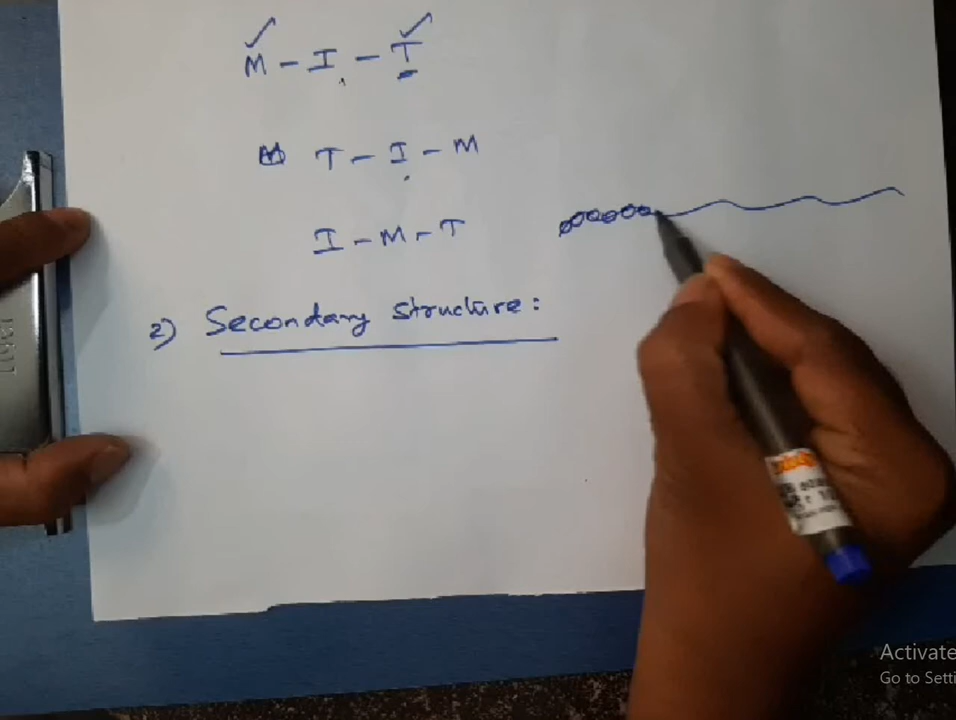 M - I - T
T - I - M
I - M - T
2) Secondary structure:
Activate
Go to Setti